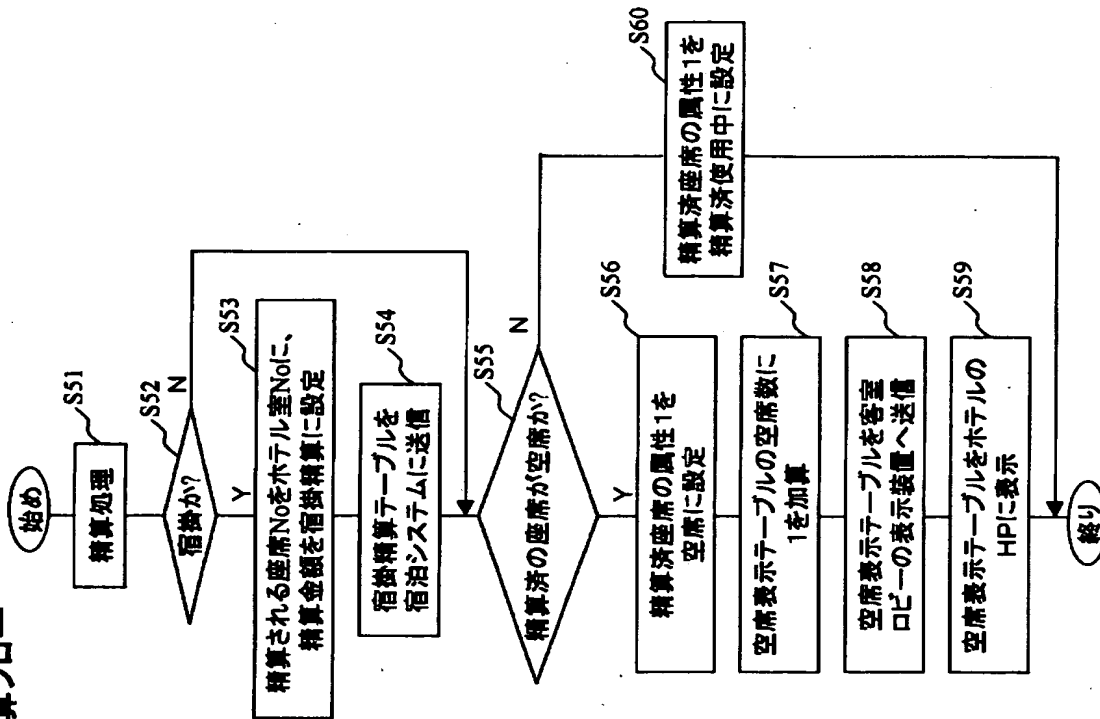 算フロー
始め
精算処理
S51
宿掛か?
S52
N
Y
精算される座席Noをホテル室Noに、
精算金額を宿掛精算に設定
S53
宿掛精算テーブルを
宿泊システムに送信
S54
精算済の座席が空席か?
S55
N
Y
精算済座席の属性1を
空席に設定
S56
空席表示テーブルの空席数に
1を加算
S57
空席表示テーブルを客室
ロビーの表示装置へ送信
S58
空席表示テーブルをホテルの
HPに表示
S59
精算済座席の属性1を
精算済使用中に設定
S60
終り